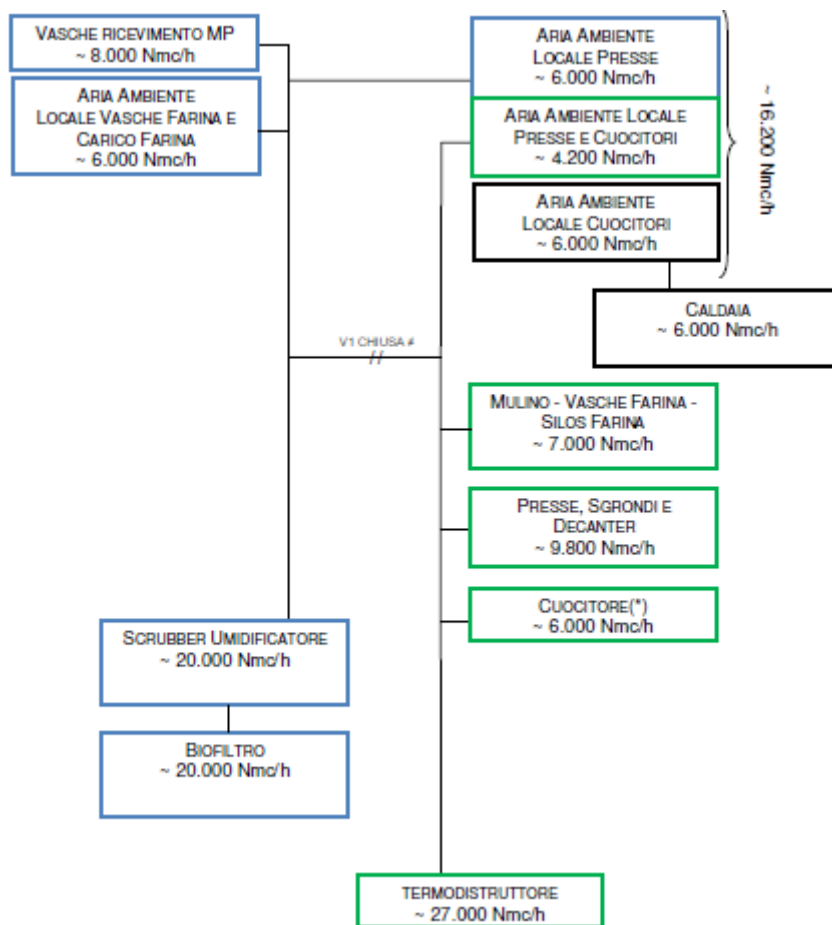 VASCHE RICEVIMENTO MP
~ 8.000 Nmc/h
ARIA AMBIENTE
LOCALE VASCHE FARINA E
CARICO FARINA
~ 6.000 Nmc/h
ARIA AMBIENTE
LOCALE PRESSE
~ 6.000 Nmc/h
ARIA AMBIENTE LOCALE
PRESSE E CUOCITORI
~ 4.200 Nmc/h
ARIA AMBIENTE
LOCALE CUOCITORI
~ 6.000 Nmc/h
~ 16.200 Nmc/h
CALDAIA
~ 6.000 Nmc/h
V1 CHIUSA ≠
MULINO - VASCHE FARINA -
SILOS FARINA
~ 7.000 Nmc/h
PRESSE, SGRONDI E
DECANTER
~ 9.800 Nmc/h
CUOCITORE(*)
~ 6.000 Nmc/h
SCRUBBER UMIDIFICATORE
~ 20.000 Nmc/h
BIOFILTRO
~ 20.000 Nmc/h
TERMODISTRUTTORE
~ 27.000 Nmc/h